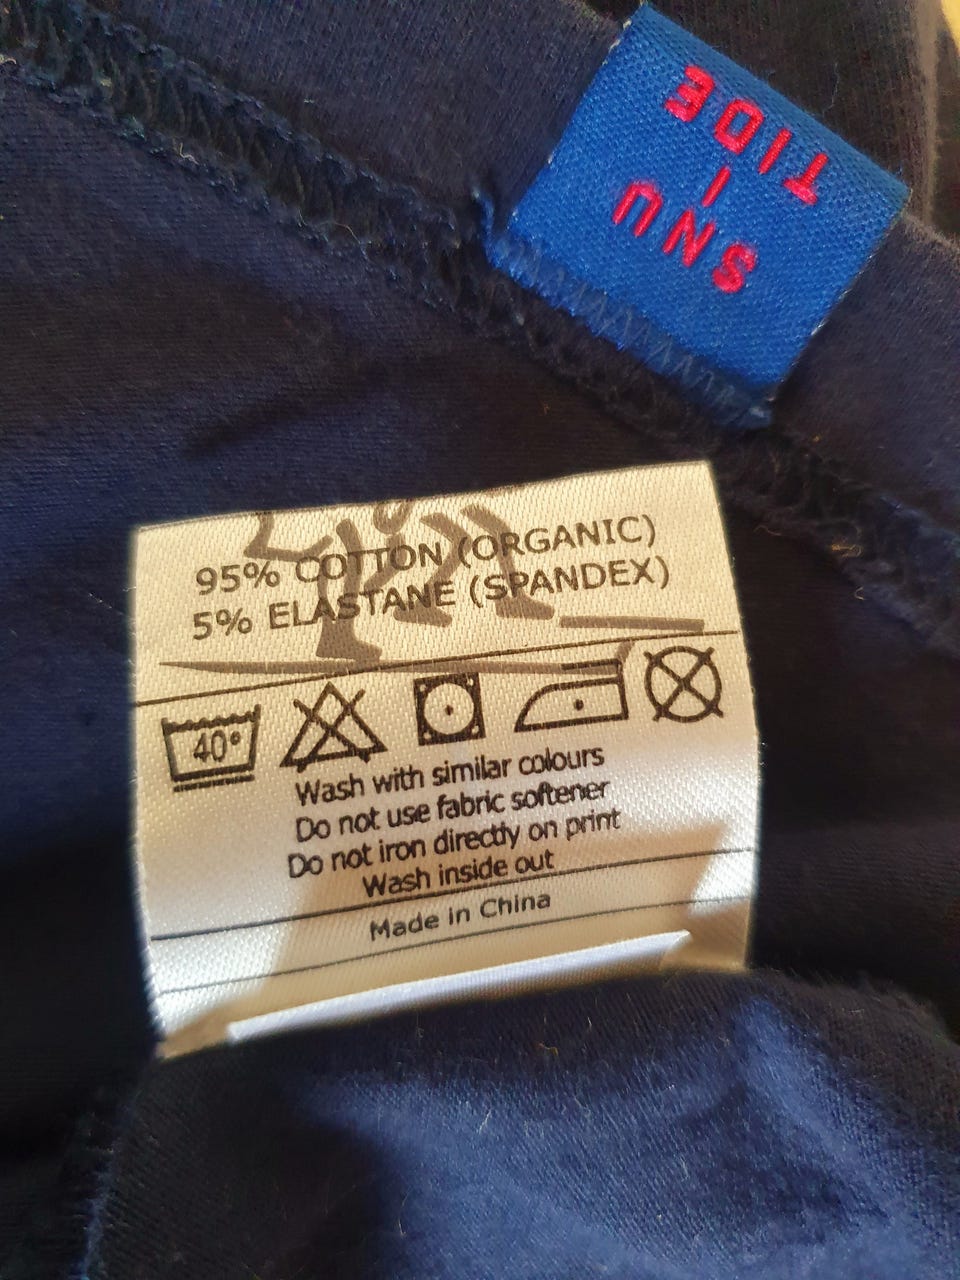 SNU
I
TIDE
95% COTTON (ORGANIC)
5% ELASTANE (SPANDEX)
40°
Wash with similar colours
Do not use fabric softener
Do not iron directly on print
Wash inside out
Made in China